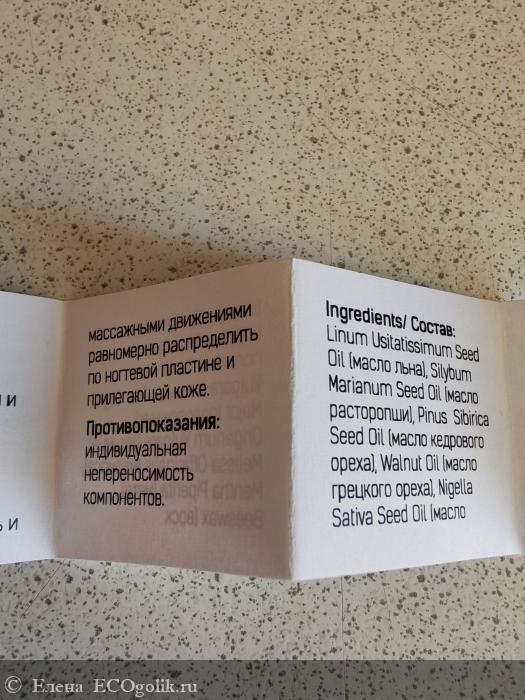 и
ь и
массажными движениями
равномерно распределить
по ногтевой пластине и
прилегающей коже.
Противопоказания:
индивидуальная
непереносимость
компонентов.
Ingredients/ Состав:
Linum Usitatissimum Seed
Oil (масло льна), Silybum
Marianum Seed Oil (масло
расторопши), Pinus Sibirica
Seed Oil (масло кедрового
ореха), Walnut Oil (масло
грецкого ореха), Nigella
Sativa Seed Oil (масло
© Елена ECOgolik.ru